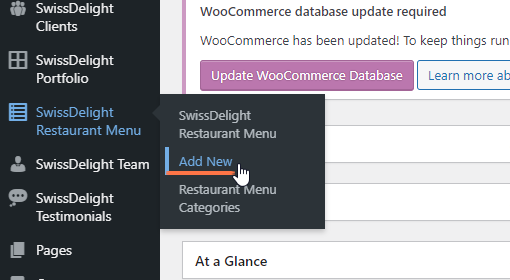 SwissDelight
Clients
SwissDelight
Portfolio
SwissDelight
Restaurant Menu
SwissDelight Team
SwissDelight
Testimonials
Pages
SwissDelight
Restaurant Menu
Add New
Restaurant Menu
Categories
WooCommerce database update required
WooCommerce has been updated! To keep things run
Update WooCommerce Database
Learn more ab
At a Glance